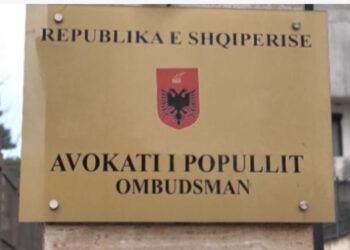 REPUBLIKA E SHQIPERISE
AVOKATI I POPULLIT
OMBUDSMAN